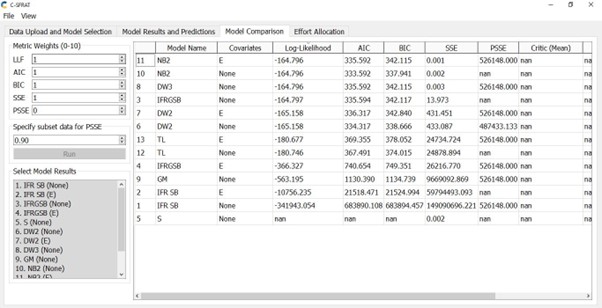 C-SFRAT
File View
Data Upload and Model Selection Model Results and Predictions Model Comparison Effort Allocation
Metric Weights (0-10)
LLF 1
AIC 1
BIC 1
SSE 1
PSSE 0
Specify subset data for PSSE
0.90
Run
Select Model Results
1. IFR SB (None)
2. IFR SB (E)
3. IFRGSB (None)
4. IFRGSB (E)
5. S (None)
6. DW2 (None)
7. DW2 (E)
8. DW3 (None)
9. GM (None)
10. NB2 (None)
11. NB2 (E)
Model Name Covariates Log-Likelihood AIC BIC SSE PSSE Critic (Mean)
11 NB2 E -164.796 335.592 342.115 0.001 526148.000 nan na
10 NB2 None -164.796 333.592 337.941 0.002 nan nan na
8 DW3 None -164.796 335.592 342.115 0.003 526148.000 nan na
3 IFRGSB None -164.797 335.594 342.117 13.973 nan nan na
7 DW2 E -165.158 336.317 342.840 431.451 526148.000 nan na
6 DW2 None -165.158 334.317 338.666 433.087 487433.133 nan na
13 TL E -180.677 369.355 378.052 24734.724 526148.000 nan na
12 TL None -180.746 367.491 374.015 24878.894 nan nan na
4 IFRGSB E -366.327 740.654 749.351 26216.770 526148.000 nan na
9 GM None -563.195 1130.390 1134.739 9669092.869 526148.000 nan na
2 IFR SB E -10756.235 21518.471 21524.994 59794493.093 nan nan na
1 IFR SB None -341943.054 683890.108 683894.457 149090696.221 526148.000 nan na
5 S None nan nan nan 0.002 nan nan na